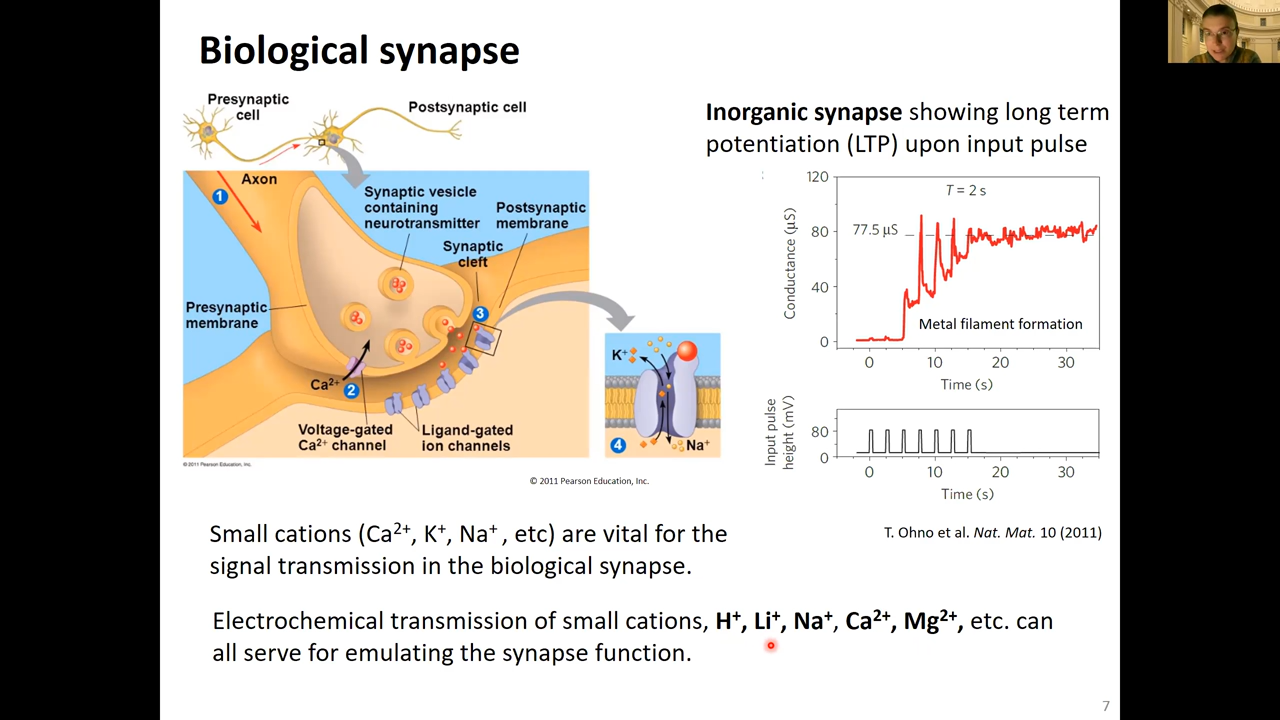 Biological synapse
Presynaptic
cell
Postsynaptic cell
Axon
1
Synaptic vesicle
containing
neurotransmitter
Postsynaptic
membrane
Synaptic
cleft
3
Presynaptic
membrane
Ca2+
2
Voltage-gated
Ca2+ channel
Ligand-gated
ion channels
K+
4
Na+
© 2011 Pearson Education, Inc.
© 2011 Pearson Education, Inc.
Inorganic synapse showing long term
potentiation (LTP) upon input pulse
120
80
40
0
Conductance (µS)
T = 2 s
77.5 µS
Metal filament formation
0 10 20 30
Time (s)
Input pulse
height (mV)
80
0
0 10 20 30
Time (s)
T. Ohno et al. Nat. Mat. 10 (2011)
Small cations (Ca2+, K+, Na+ , etc) are vital for the
signal transmission in the biological synapse.
Electrochemical transmission of small cations, H+, Li+, Na+, Ca2+, Mg2+, etc. can
all serve for emulating the synapse function.
7